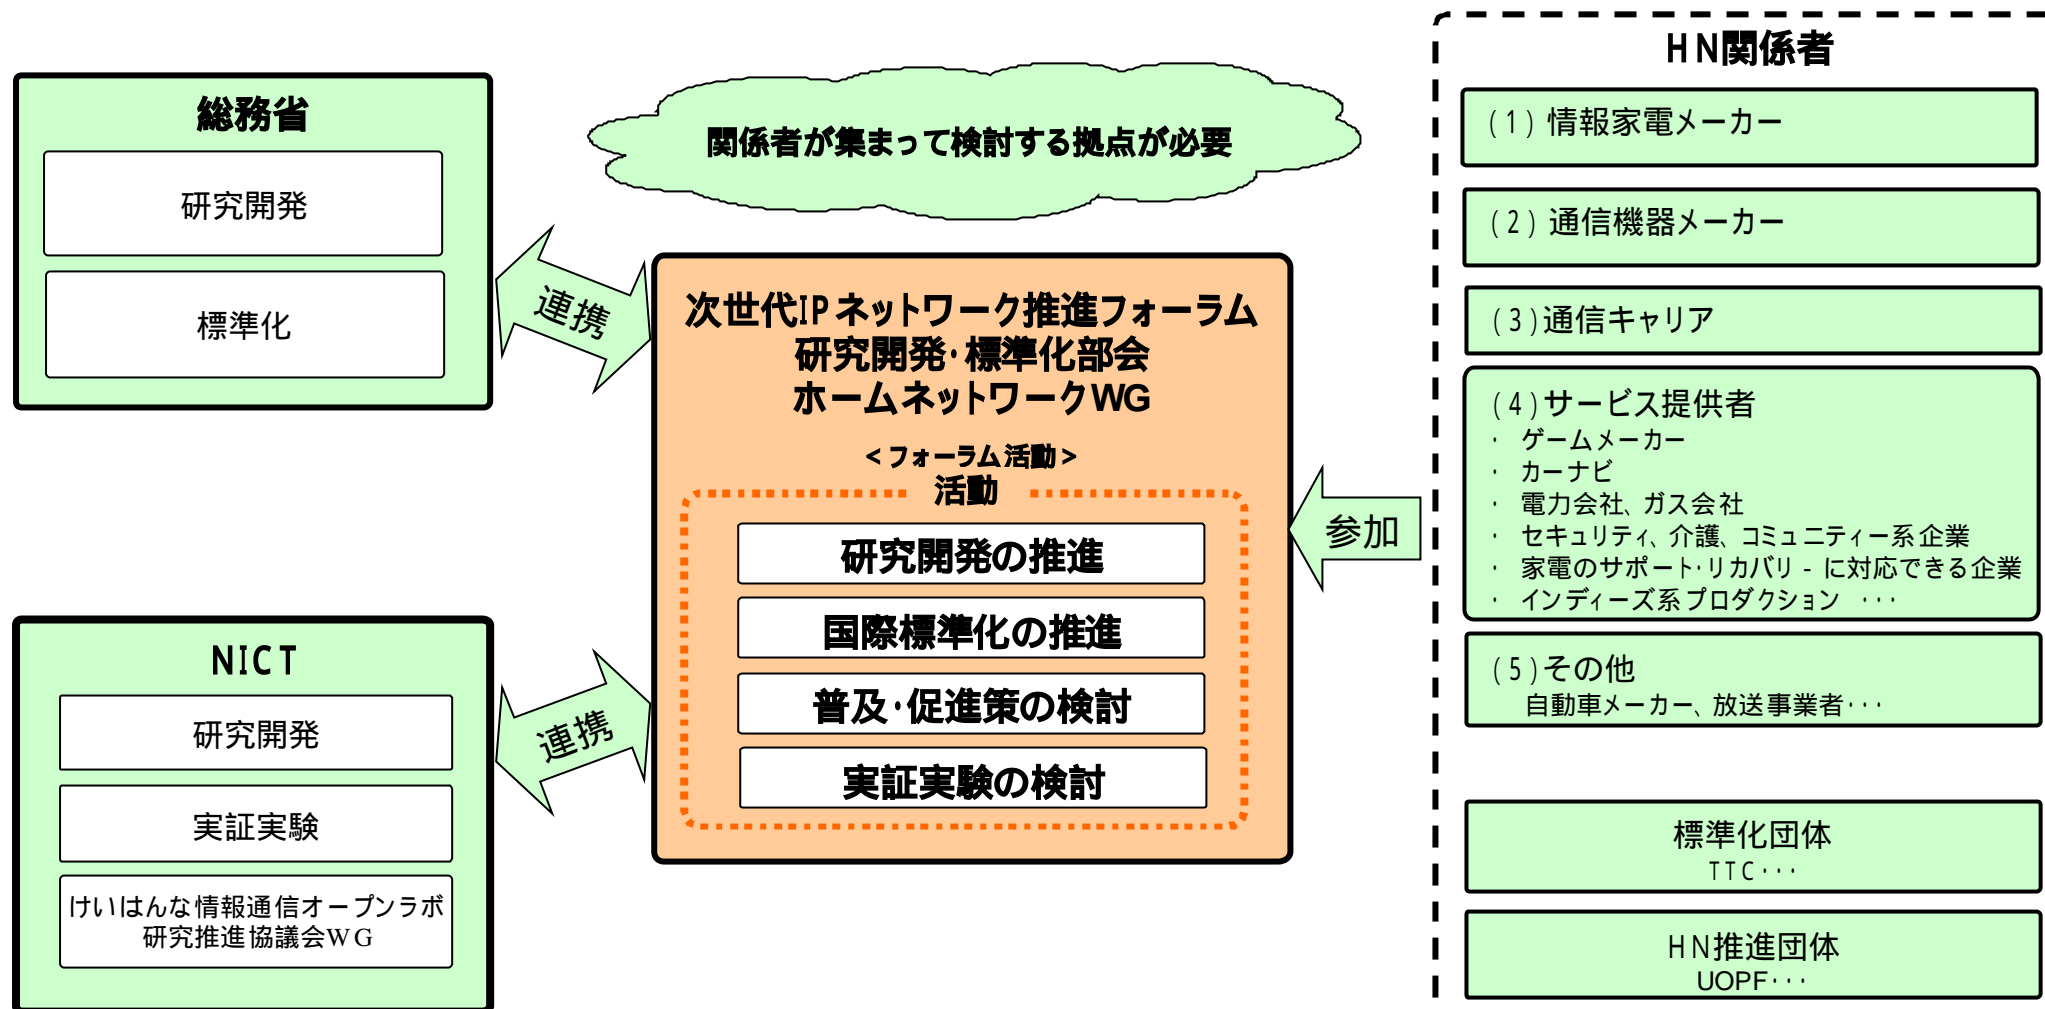 総務省
研究開発
標準化
NICT
研究開発
実証実験
けいはんな情報通信オープンラボ
研究推進協議会WG
関係者が集まって検討する拠点が必要
連携
連携
次世代IPネットワーク推進フォーラム
研究開発・標準化部会
ホームネットワークWG
<フォーラム活動>
活動
研究開発の推進
国際標準化の推進
普及・促進策の検討
実証実験の検討
参加
HN関係者
(1)情報家電メーカー
(2)通信機器メーカー
(3)通信キャリア
(4)サービス提供者
・ ゲームメーカー
・ カーナビ
・ 電力会社、ガス会社
・ セキュリティ、介護、コミュニティー系企業
・ 家電のサポート・リカバリ-に対応できる企業
・ インディーズ系プロダクション ・・・
(5)その他
自動車メーカー、放送事業者・・・
標準化団体
TTC・・・
HN推進団体
UOPF・・・